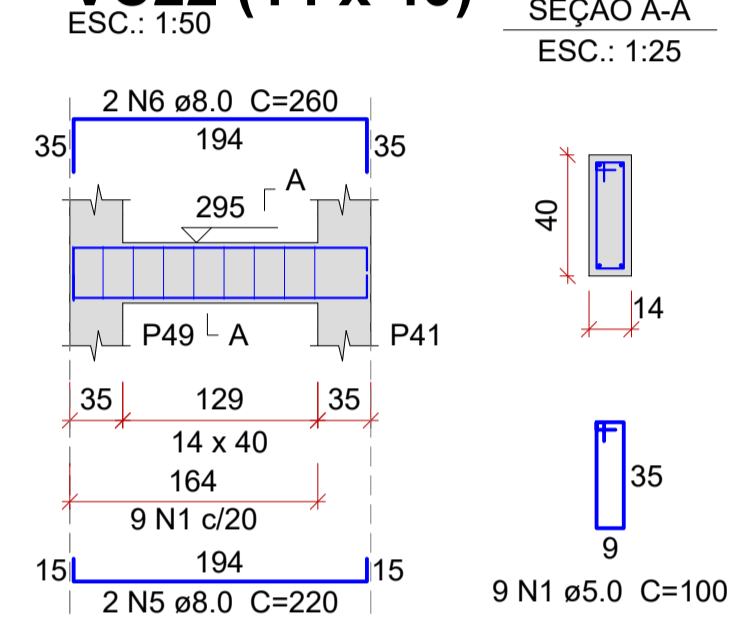 ESC.: 1:50
SEÇÃO A-A
ESC.: 1:25
2 N6 ø8.0 C=260
35
194
35
A
295
P49
A
P41
35
129
35
14 x 40
164
9 N1 c/20
15
194
15
2 N5 ø8.0 C=220
40
14
35
9
9 N1 ø5.0 C=100